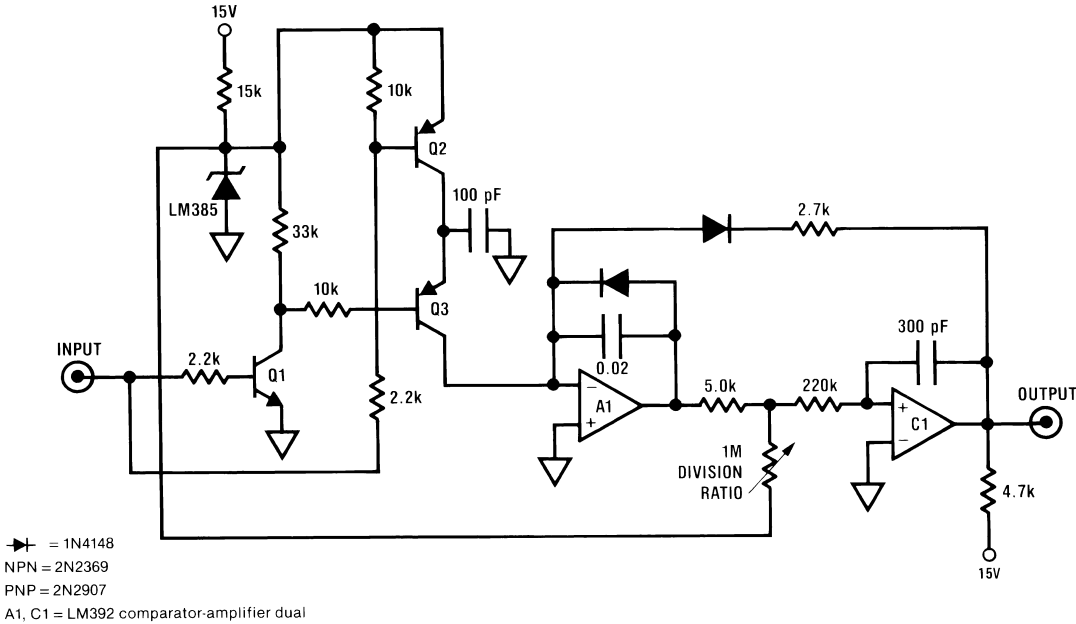 15V
15k
10k
Q2
LM385
100 pF
33k
2.7k
10k
Q3
300 pF
INPUT
2.2k
Q1
0.02
2.2k
−
A1
+
5.0k
220k
+
C1
−
OUTPUT
1M
DIVISION
RATIO
4.7k
15V
= 1N4148
NPN = 2N2369
PNP = 2N2907
A1, C1 = LM392 comparator-amplifier dual